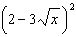 (2 − 3√x)²